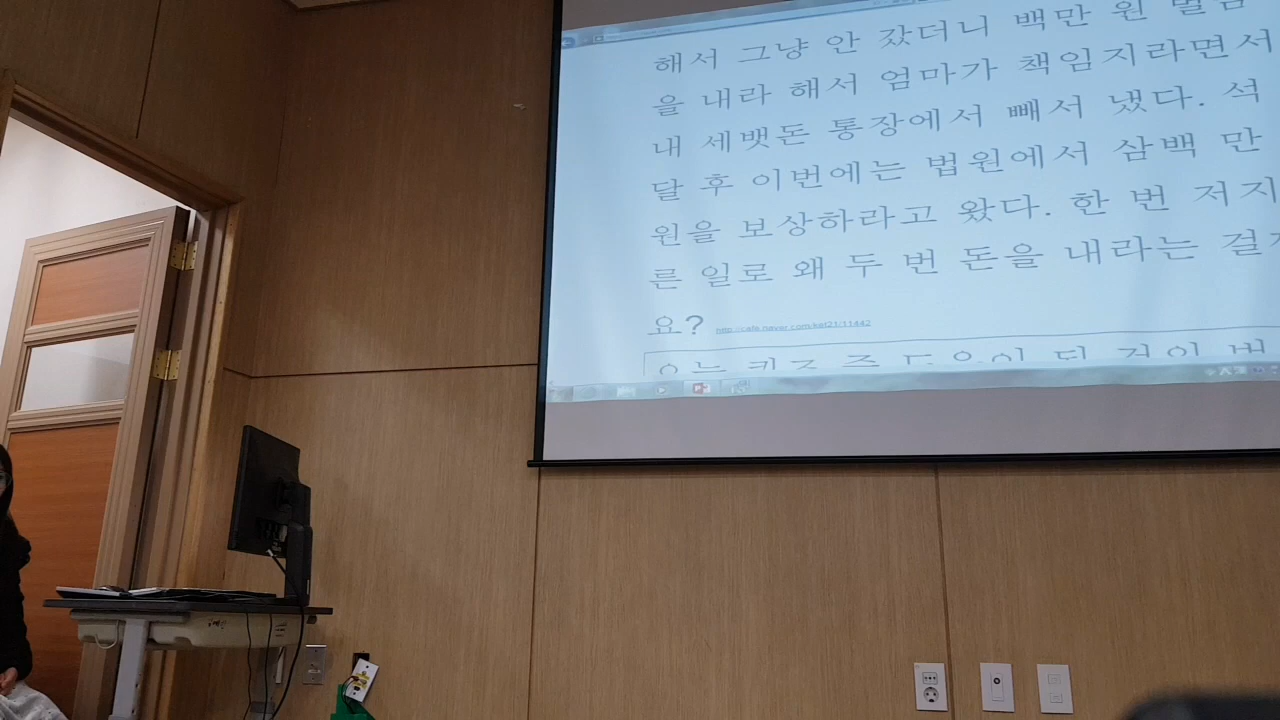 해서 그냥 안 갔더니 백만 원 벌금
을 내라 해서 엄마가 책임지라면서
내 세뱃돈 통장에서 빼서 냈다. 석
달 후 이번에는 법원에서 삼백 만
원을 보상하라고 왔다. 한 번 저지
른 일로 왜 두 번 돈을 내라는 걸까
요? http://cafe.naver.com/kat21/11442